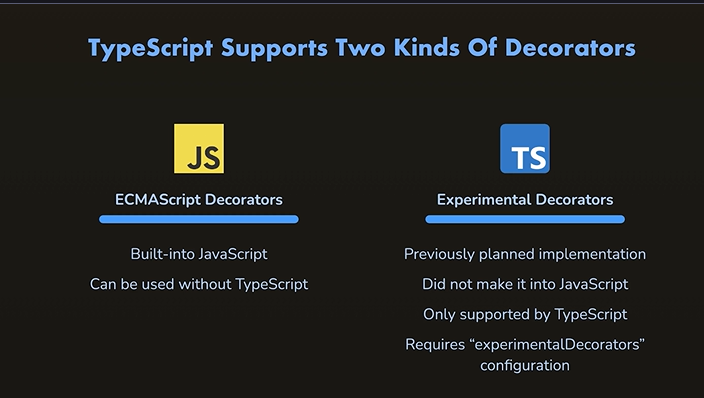 TypeScript Supports Two Kinds Of Decorators
JS
ECMAScript Decorators
Built-into JavaScript
Can be used without TypeScript
TS
Experimental Decorators
Previously planned implementation
Did not make it into JavaScript
Only supported by TypeScript
Requires “experimentalDecorators”
configuration